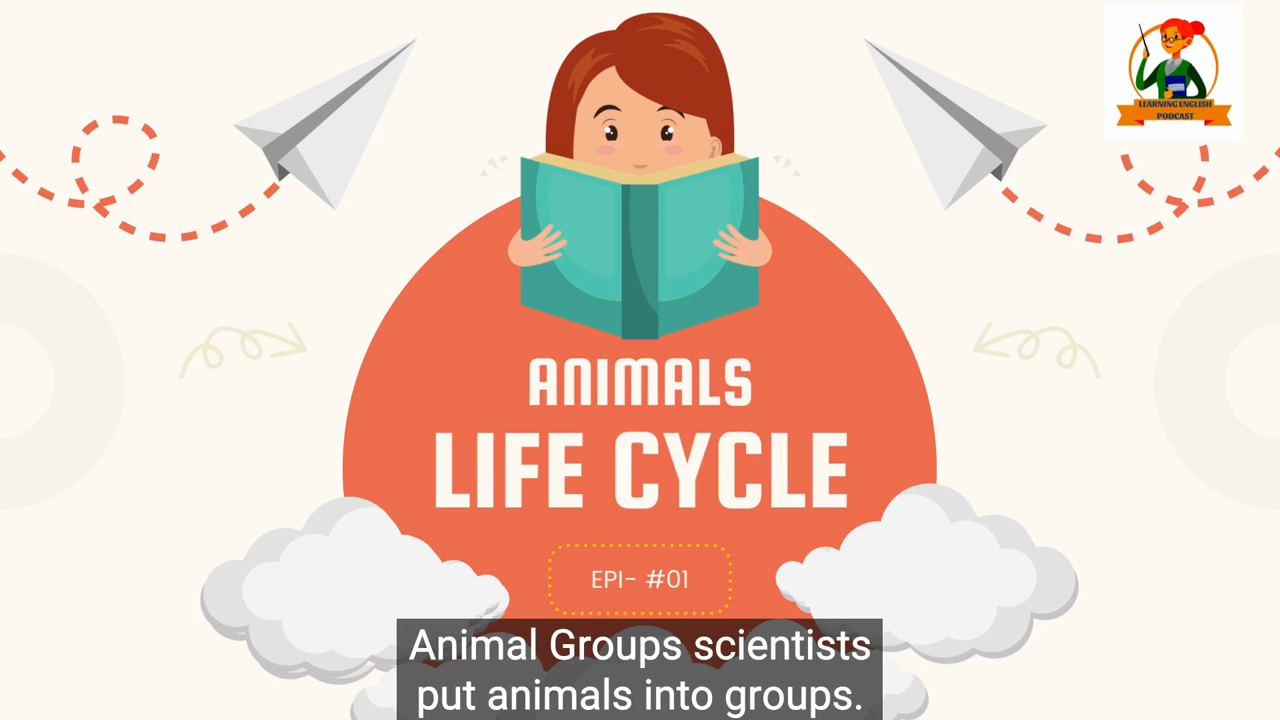 LEARNING ENGLISH
PODCAST
ANIMALS
LIFE CYCLE
EPI- #01
Animal Groups scientists
put animals into groups.